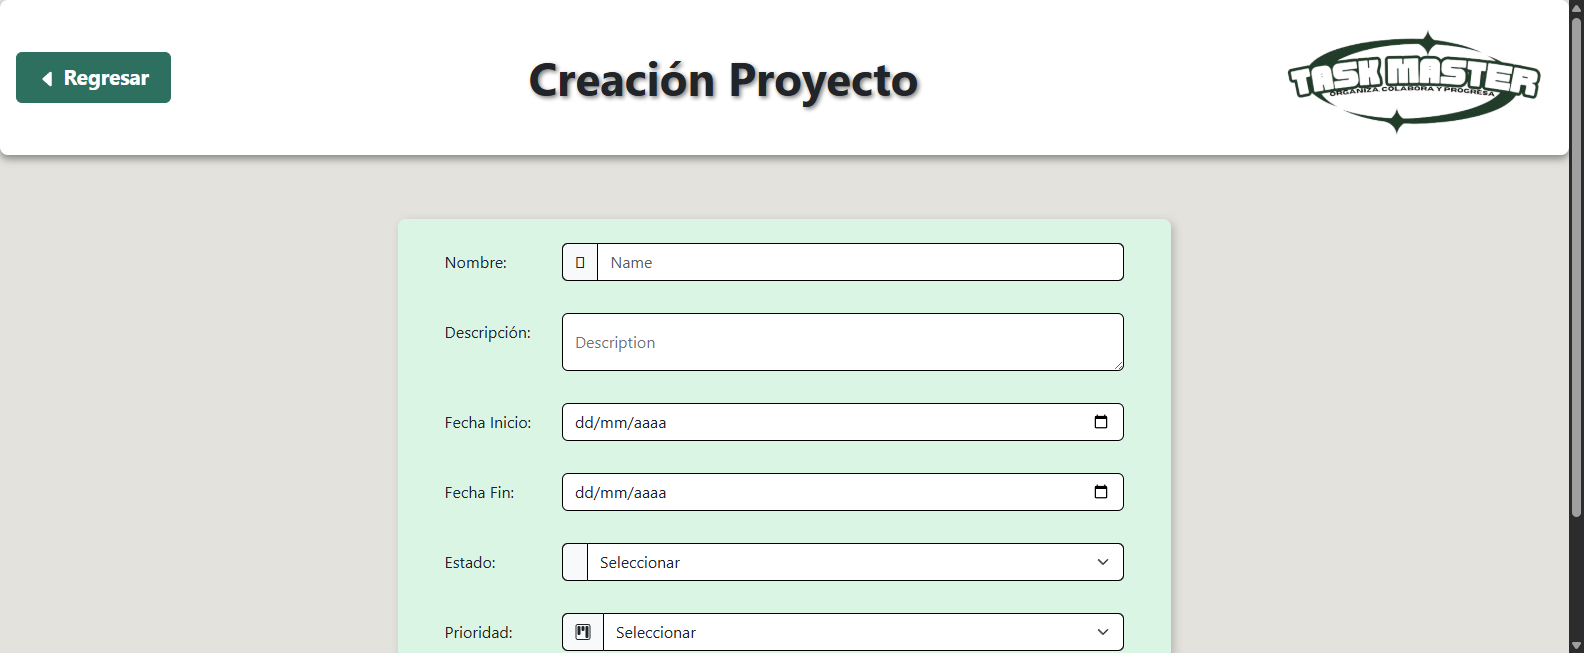 Regresar
Creación Proyecto
TASK MASTER
ORGANIZA COLABORA Y PROGRESA
Nombre:
Name
Descripción:
Description
Fecha Inicio:
dd/mm/aaaa
Fecha Fin:
dd/mm/aaaa
Estado:
Seleccionar
Prioridad:
Seleccionar